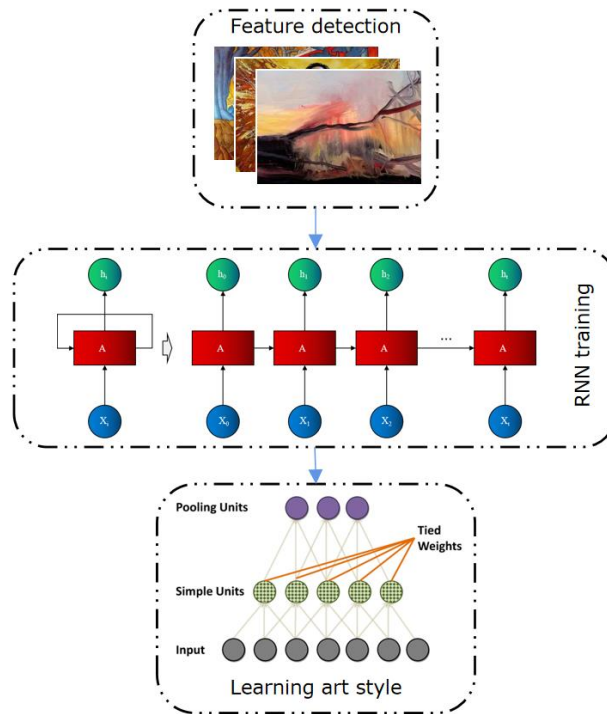 Feature detection
hₜ h₀ h₁ h₂ hₜ
A A A A ... A
Xₜ X₀ X₁ X₂ Xₜ
RNN training
Pooling Units
Tied
Weights
Simple Units
Input
Learning art style